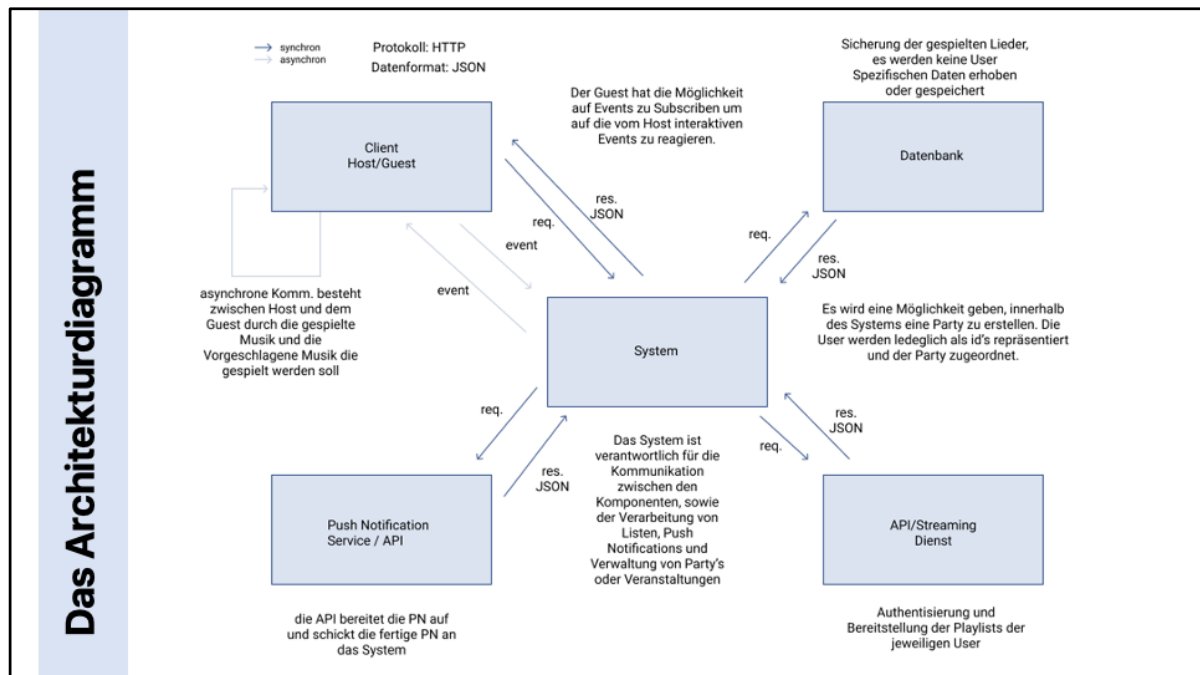 Das Architekturdiagramm
synchron
asynchron
Protokoll: HTTP
Datenformat: JSON
Sicherung der gespielten Lieder,
es werden keine User
Spezifischen Daten erhoben
oder gespeichert
Der Guest hat die Möglichkeit
auf Events zu Subscriben um
auf die vom Host interaktiven
Events zu reagieren.
Client
Host/Guest
Datenbank
res.
JSON
req.
event
event
req.
res.
JSON
asynchrone Komm. besteht
zwischen Host und dem
Guest durch die gespielte
Musik und die
Vorgeschlagene Musik die
gespielt werden soll
System
Es wird eine Möglichkeit geben, innerhalb
des Systems eine Party zu erstellen. Die
User werden ledeglich als id's repräsentiert
und der Party zugeordnet.
req.
res.
JSON
Das System ist
verantwortlich für die
Kommunikation
zwischen den
Komponenten, sowie
der Verarbeitung von
Listen, Push
Notifications und
Verwaltung von Party's
oder Veranstaltungen
req.
res.
JSON
Push Notification
Service / API
API/Streaming
Dienst
die API bereitet die PN auf
und schickt die fertige PN an
das System
Authentisierung und
Bereitstellung der Playlists der
jeweiligen User